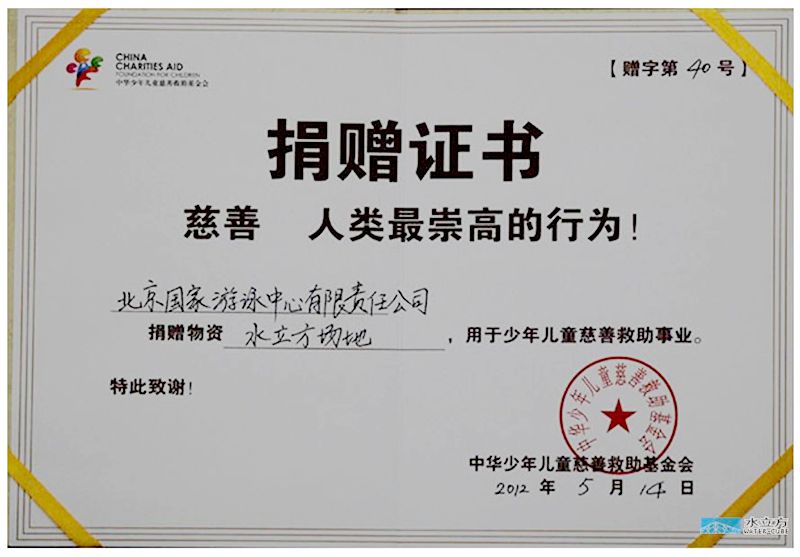 CHINA
CHARITIES AID
FOUNDATION FOR CHILDREN
中华少年儿童慈善救助基金会
【赠字第 40 号】
捐赠证书
慈善 人类最崇高的行为！
北京国家游泳中心有限责任公司
捐赠物资 水立方场地 ，用于少年儿童慈善救助事业。
特此致谢！
中华少年儿童慈善救助基金会
中华少年儿童慈善救助基金会
2012 年 5 月 14 日
水立方
WATER-CUBE